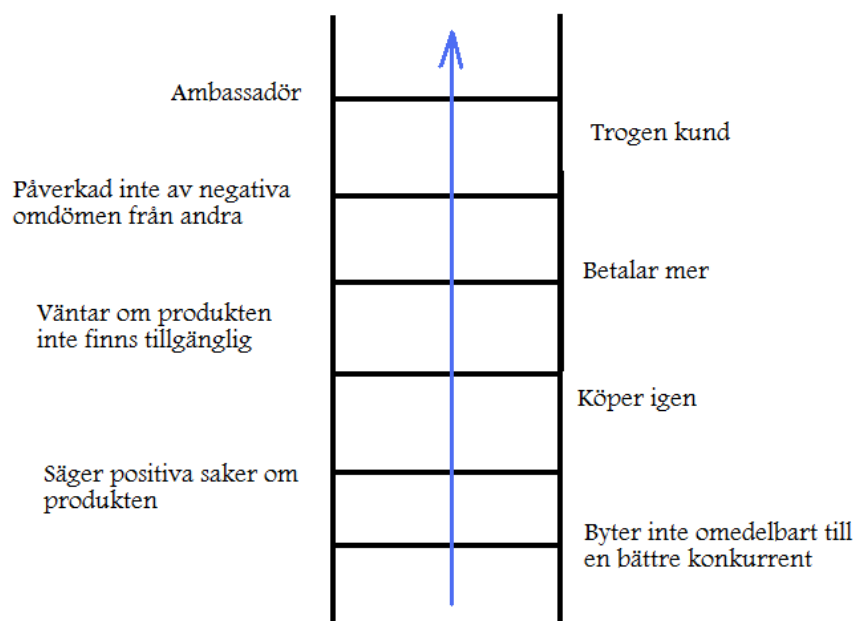 Ambassadör
Trogen kund
Påverkad inte av negativa
omdömen från andra
Betalar mer
Väntar om produkten
inte finns tillgänglig
Köper igen
Säger positiva saker om
produkten
Byter inte omedelbart till
en bättre konkurrent